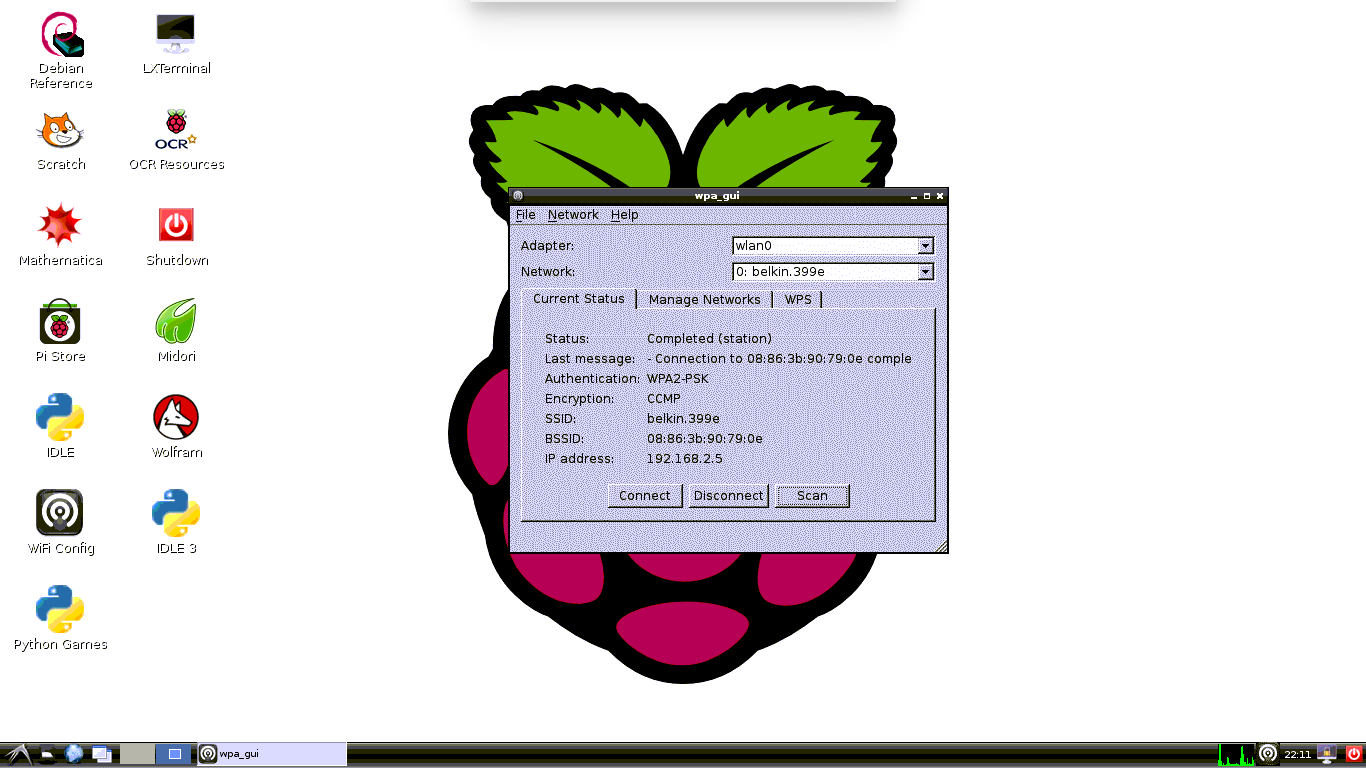 Debian
Reference
LXTerminal
Scratch
OCR
OCR Resources
Mathematica
Shutdown
Pi Store
Midori
IDLE
Wolfram
WiFi Config
IDLE 3
Python Games
wpa_gui
File Network Help
Adapter: wlan0
Network: 0: belkin.399e
Current Status Manage Networks WPS
Status: Completed (station)
Last message: - Connection to 08:86:3b:90:79:0e comple
Authentication: WPA2-PSK
Encryption: CCMP
SSID: belkin.399e
BSSID: 08:86:3b:90:79:0e
IP address: 192.168.2.5
Connect Disconnect Scan
wpa_gui
22:11